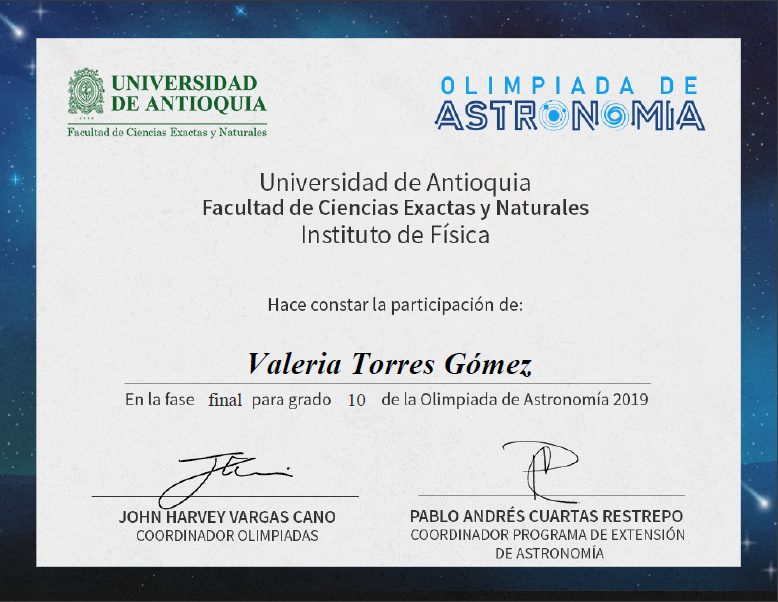 UNIVERSIDAD
DE ANTIOQUIA
Facultad de Ciencias Exactas y Naturales
OLIMPIADA DE
ASTRONOMÍA
Universidad de Antioquia
Facultad de Ciencias Exactas y Naturales
Instituto de Física
Hace constar la participación de:
Valeria Torres Gómez
En la fase final para grado 10 de la Olimpiada de Astronomía 2019
JOHN HARVEY VARGAS CANO
COORDINADOR OLIMPIADAS
PABLO ANDRÉS CUARTAS RESTREPO
COORDINADOR PROGRAMA DE EXTENSIÓN
DE ASTRONOMÍA